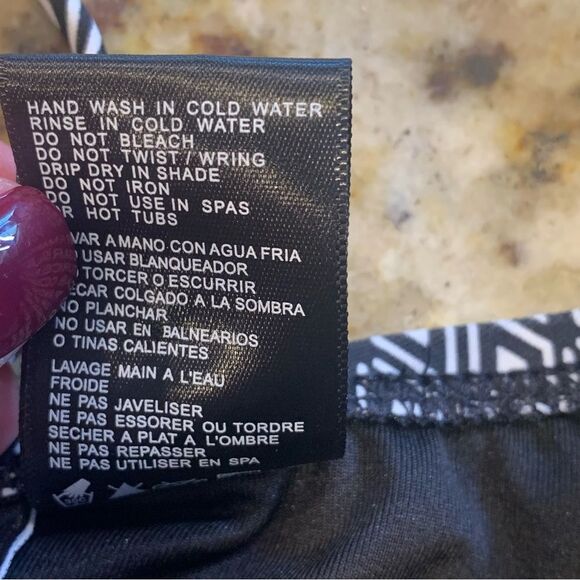 HAND WASH IN COLD WATER
RINSE IN COLD WATER
DO NOT BLEACH
DO NOT TWIST / WRING
DRIP DRY IN SHADE
DO NOT IRON
DO NOT USE IN SPAS
OR HOT TUBS
VAR A MANO CON AGUA FRIA
USAR BLANQUEADOR
TORCER O ESCURRIR
ECAR COLGADO A LA SOMBRA
NO PLANCHAR
NO USAR EN BALNEARIOS
O TINAS CALIENTES
LAVAGE MAIN A L'EAU
FROIDE
NE PAS JAVELISER
NE PAS ESSORER OU TORDRE
SECHER A PLAT A L'OMBRE
NE PAS REPASSER
NE PAS UTILISER EN SPA